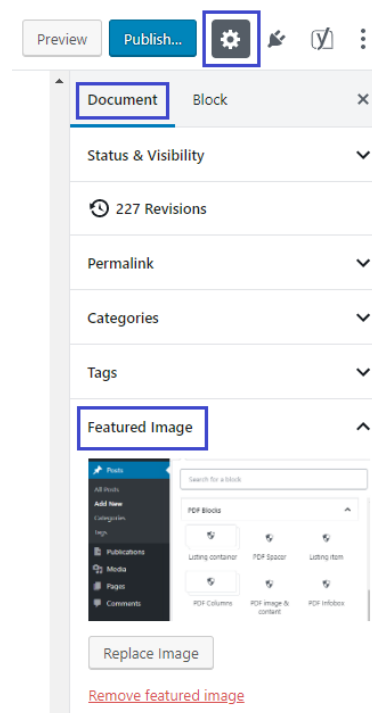 Preview Publish...
Document Block
Status & Visibility
227 Revisions
Permalink
Categories
Tags
Featured Image
Posts
All Posts
Add New
Categories
Tags
Publications
Media
Pages
Comments
Search for a block
PDF Blocks
Listing container PDF Spacer Listing item
PDF Columns PDF image & content PDF Infobox
Replace Image
Remove featured image